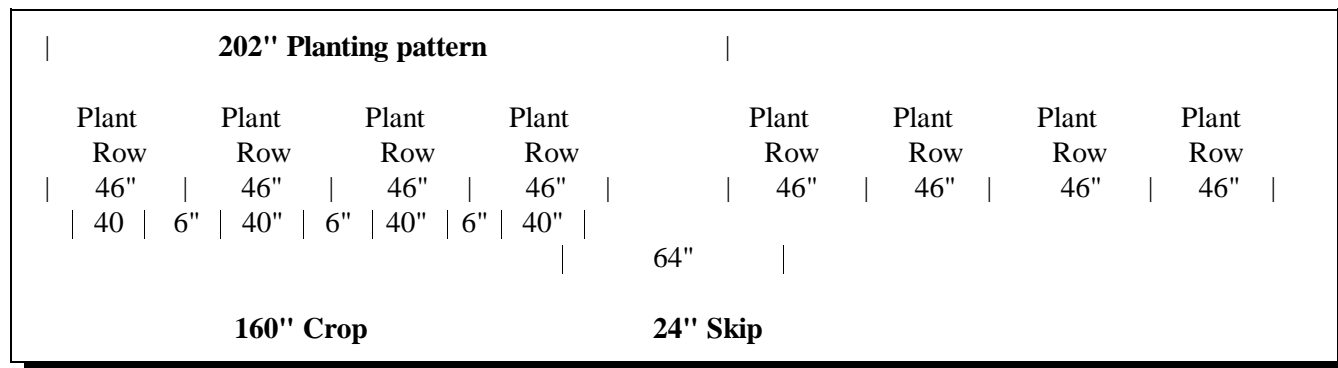 | 202" Planting pattern |
Plant Plant Plant Plant Plant Plant Plant Plant
Row Row Row Row Row Row Row Row
| 46" | 46" | 46" | 46" | | 46" | 46" | 46" | 46" |
| 40 | 6" | 40" | 6" | 40" | 6" | 40" |
| 64" |
160" Crop 24" Skip